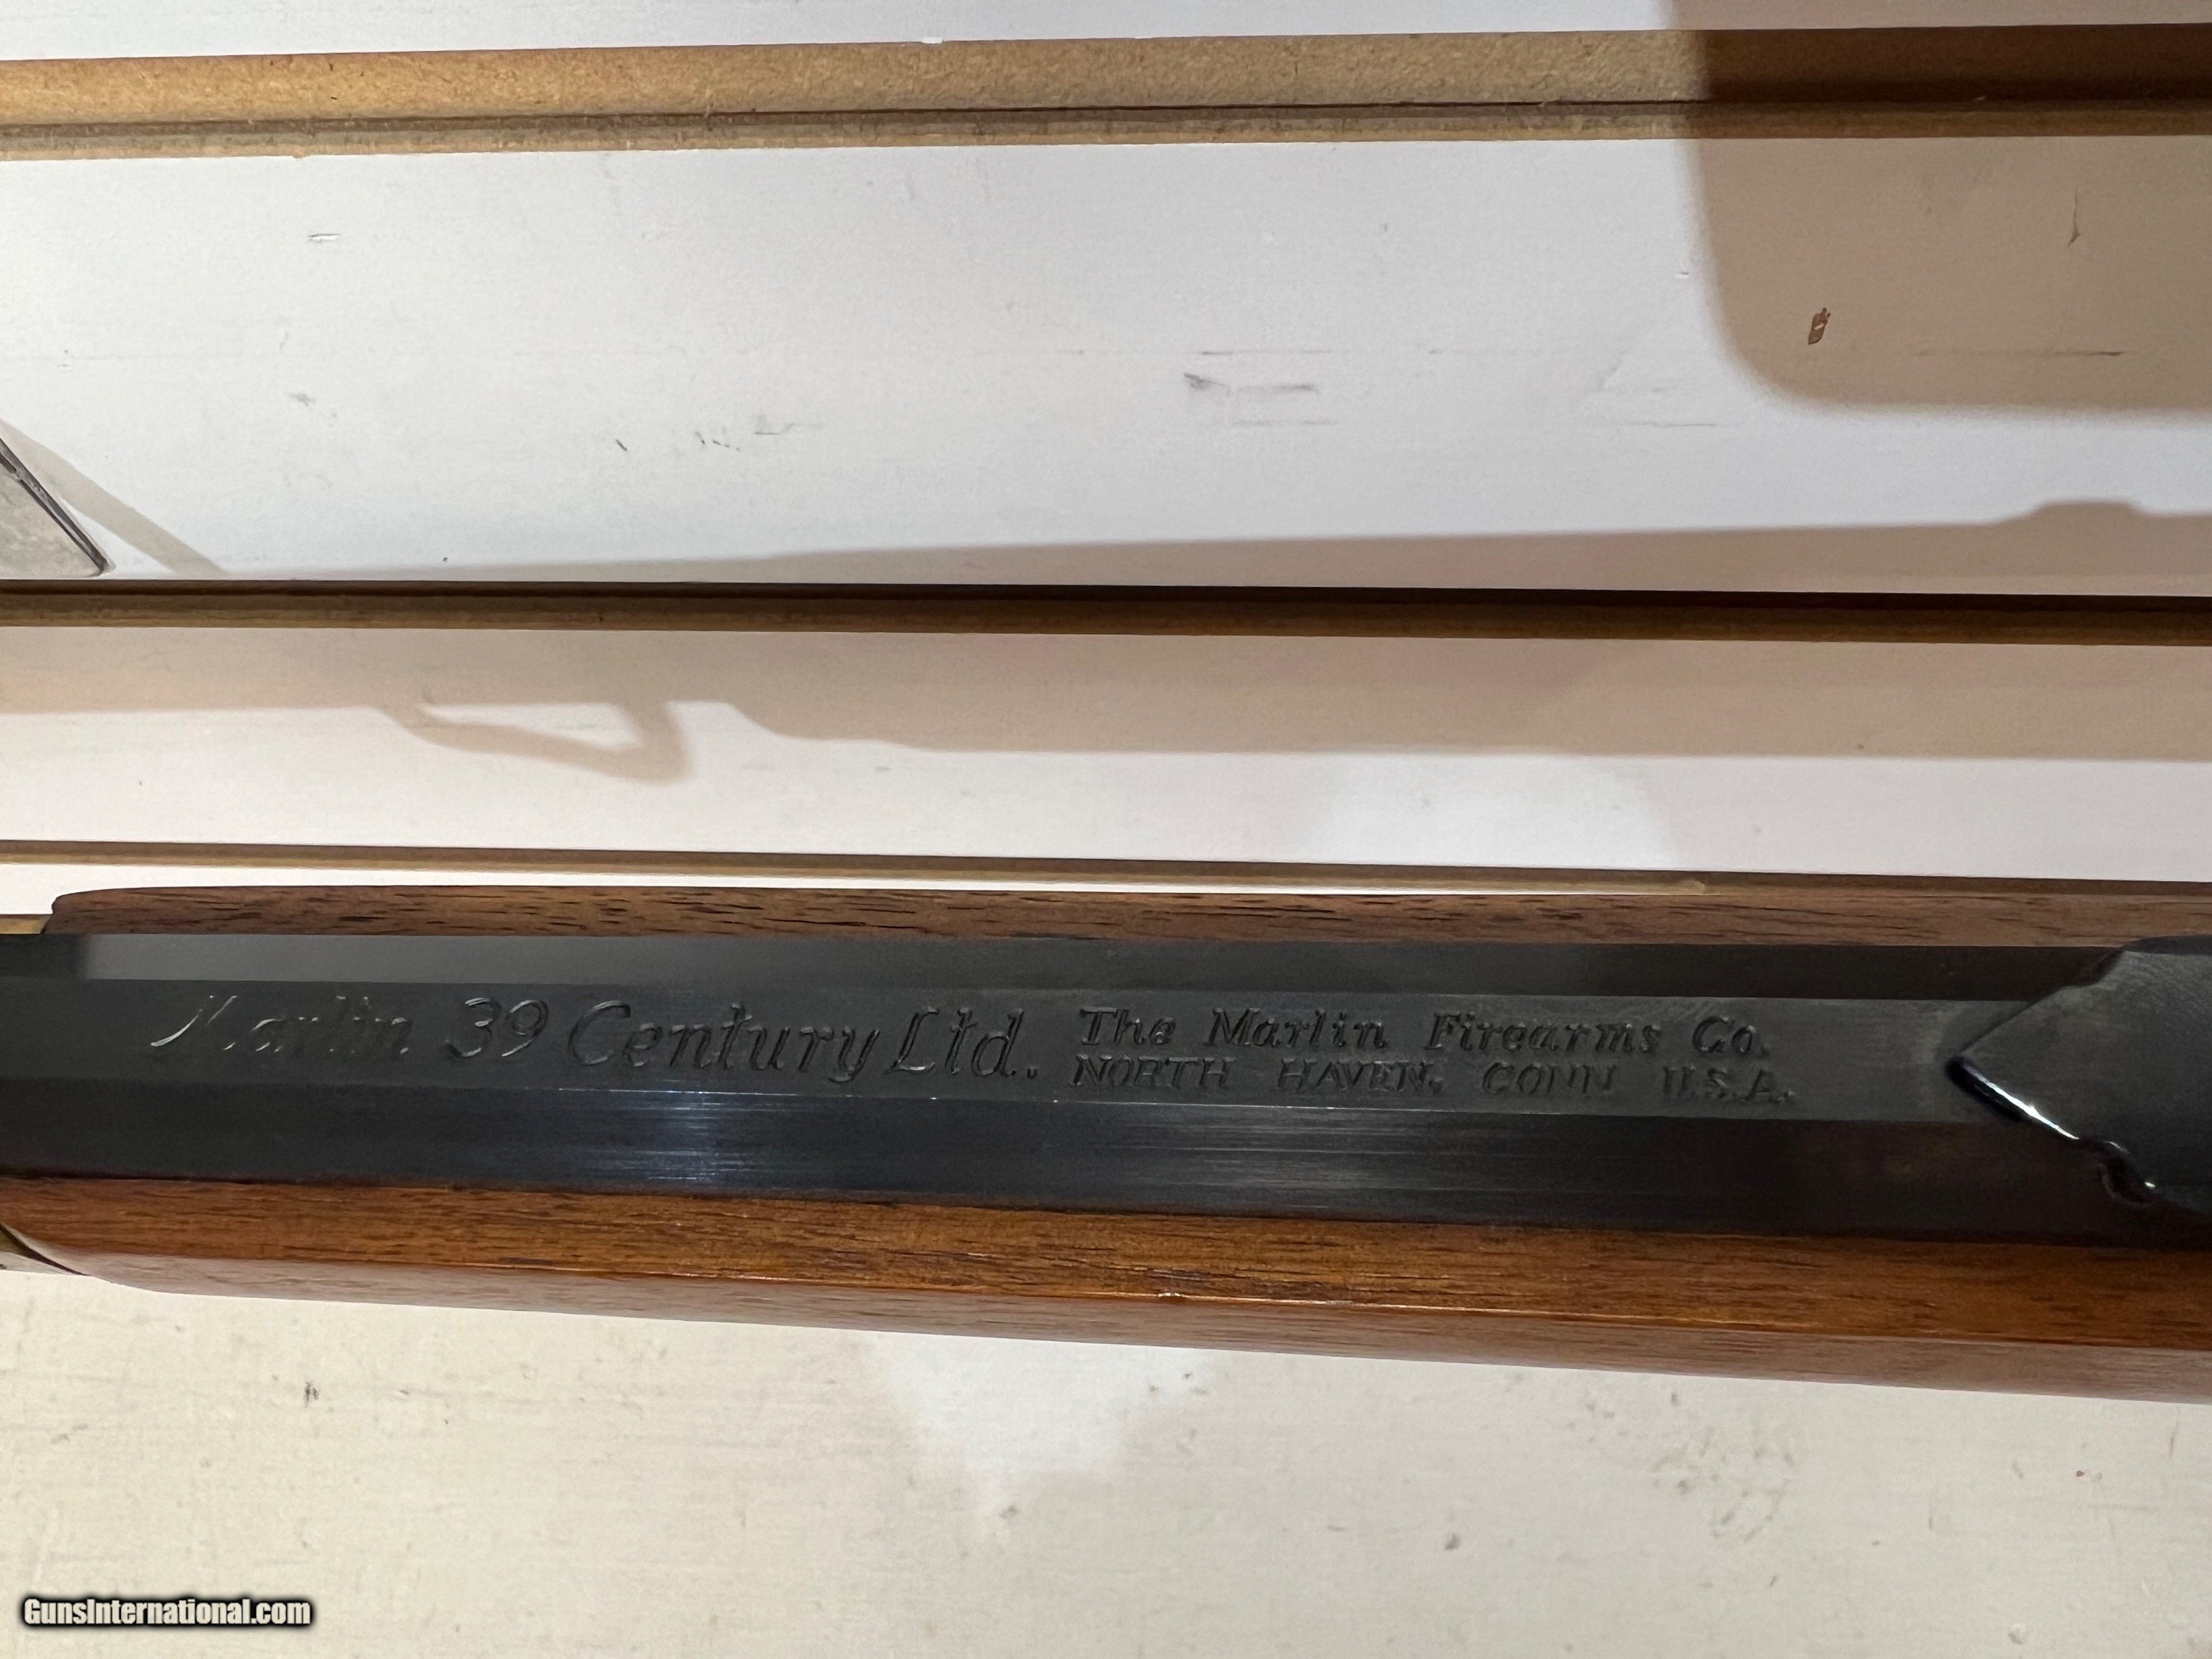 Marlin 39 Century Ltd.
The Marlin Firearms Co.
NORTH HAVEN, CONN U.S.A.
GunsInternational.com